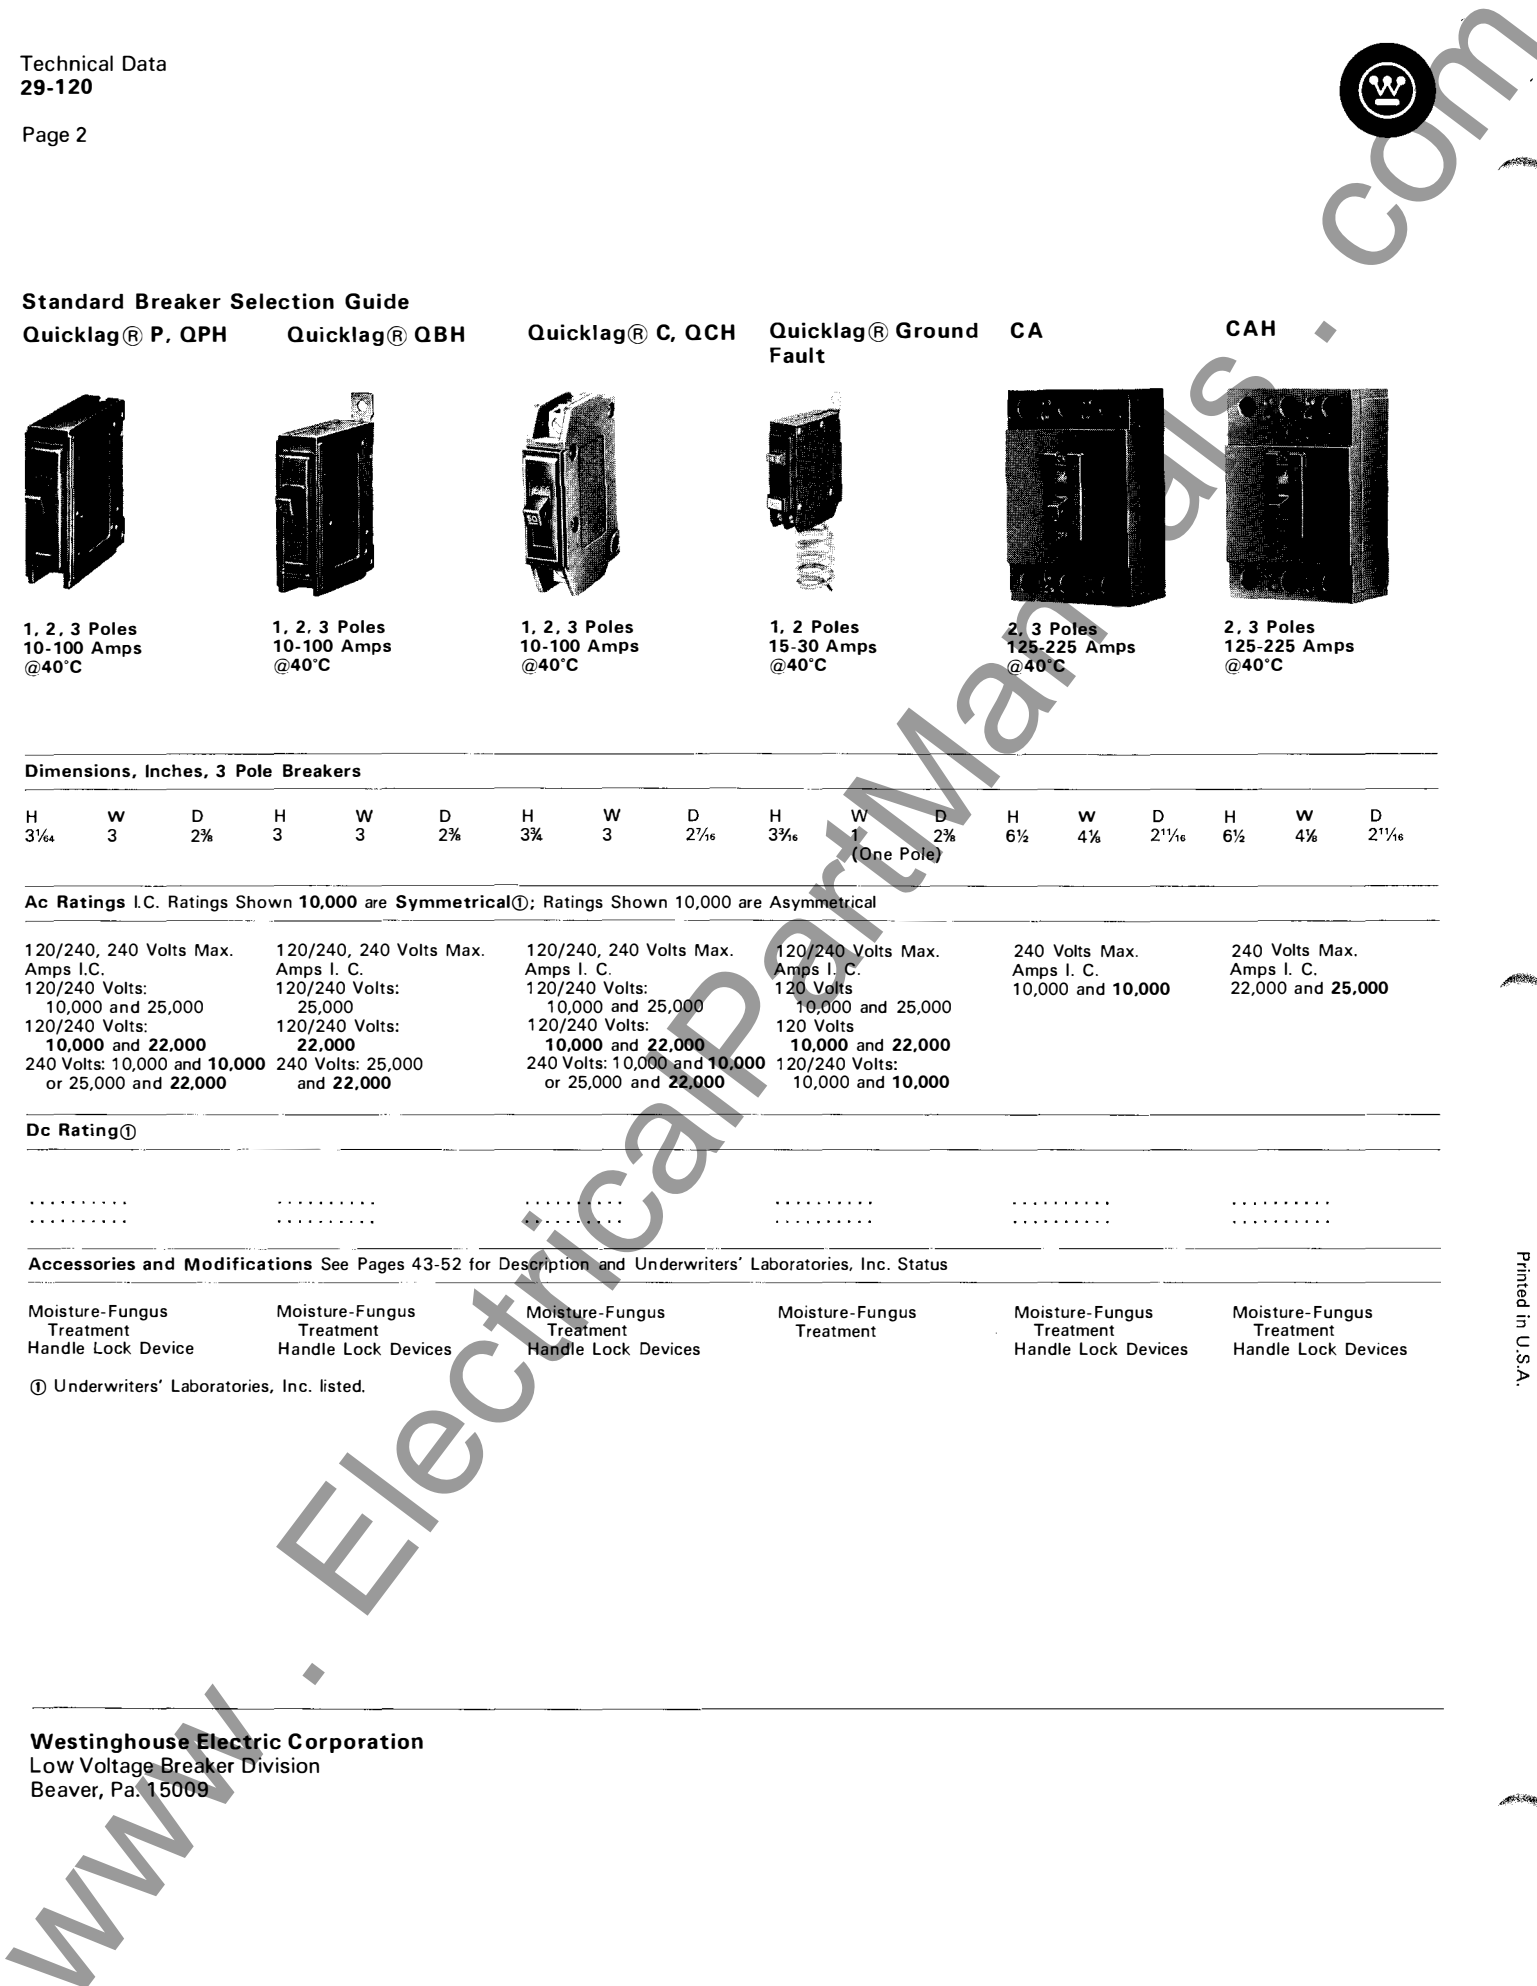 Technical Data
29-120
Page 2
Standard Breaker Selection Guide
Quicklag® P, QPH
Quicklag® QBH
Quicklag® C, QCH
Quicklag® Ground
Fault
CA
CAH
1, 2, 3 Poles
10-100 Amps
@40°C
1, 2, 3 Poles
10-100 Amps
@40°C
1, 2, 3 Poles
10-100 Amps
@40°C
1, 2 Poles
15-30 Amps
@40°C
2, 3 Poles
125-225 Amps
@40°C
2, 3 Poles
125-225 Amps
@40°C
Dimensions, Inches, 3 Pole Breakers
H W D H W D H W D H W D H W D H W D
3 1/64 3 2⅜ 3 3 2⅜ 3¾ 3 2 7/16 3 3/16 1 2⅜ 6½ 4⅛ 2 11/16 6½ 4⅛ 2 11/16
(One Pole)
Ac Ratings I.C. Ratings Shown 10,000 are Symmetrical①; Ratings Shown 10,000 are Asymmetrical
120/240, 240 Volts Max.
Amps I.C.
120/240 Volts:
10,000 and 25,000
120/240 Volts:
10,000 and 22,000
240 Volts: 10,000 and 10,000
or 25,000 and 22,000
120/240, 240 Volts Max.
Amps I. C.
120/240 Volts:
25,000
120/240 Volts:
22,000
240 Volts: 25,000
and 22,000
120/240, 240 Volts Max.
Amps I. C.
120/240 Volts:
10,000 and 25,000
120/240 Volts:
10,000 and 22,000
240 Volts: 10,000 and 10,000
or 25,000 and 22,000
120/240 Volts Max.
Amps I. C.
120 Volts
10,000 and 25,000
120 Volts
10,000 and 22,000
120/240 Volts:
10,000 and 10,000
240 Volts Max.
Amps I. C.
10,000 and 10,000
240 Volts Max.
Amps I. C.
22,000 and 25,000
Dc Rating①
.......... .......... .......... .......... .......... ..........
.......... .......... .......... .......... .......... ..........
Accessories and Modifications See Pages 43-52 for Description and Underwriters' Laboratories, Inc. Status
Moisture-Fungus
Treatment
Handle Lock Device
Moisture-Fungus
Treatment
Handle Lock Devices
Moisture-Fungus
Treatment
Handle Lock Devices
Moisture-Fungus
Treatment
Moisture-Fungus
Treatment
Handle Lock Devices
Moisture-Fungus
Treatment
Handle Lock Devices
① Underwriters' Laboratories, Inc. listed.
Printed in U.S.A.
Westinghouse Electric Corporation
Low Voltage Breaker Division
Beaver, Pa. 15009
www . ElectricalPartManuals . com